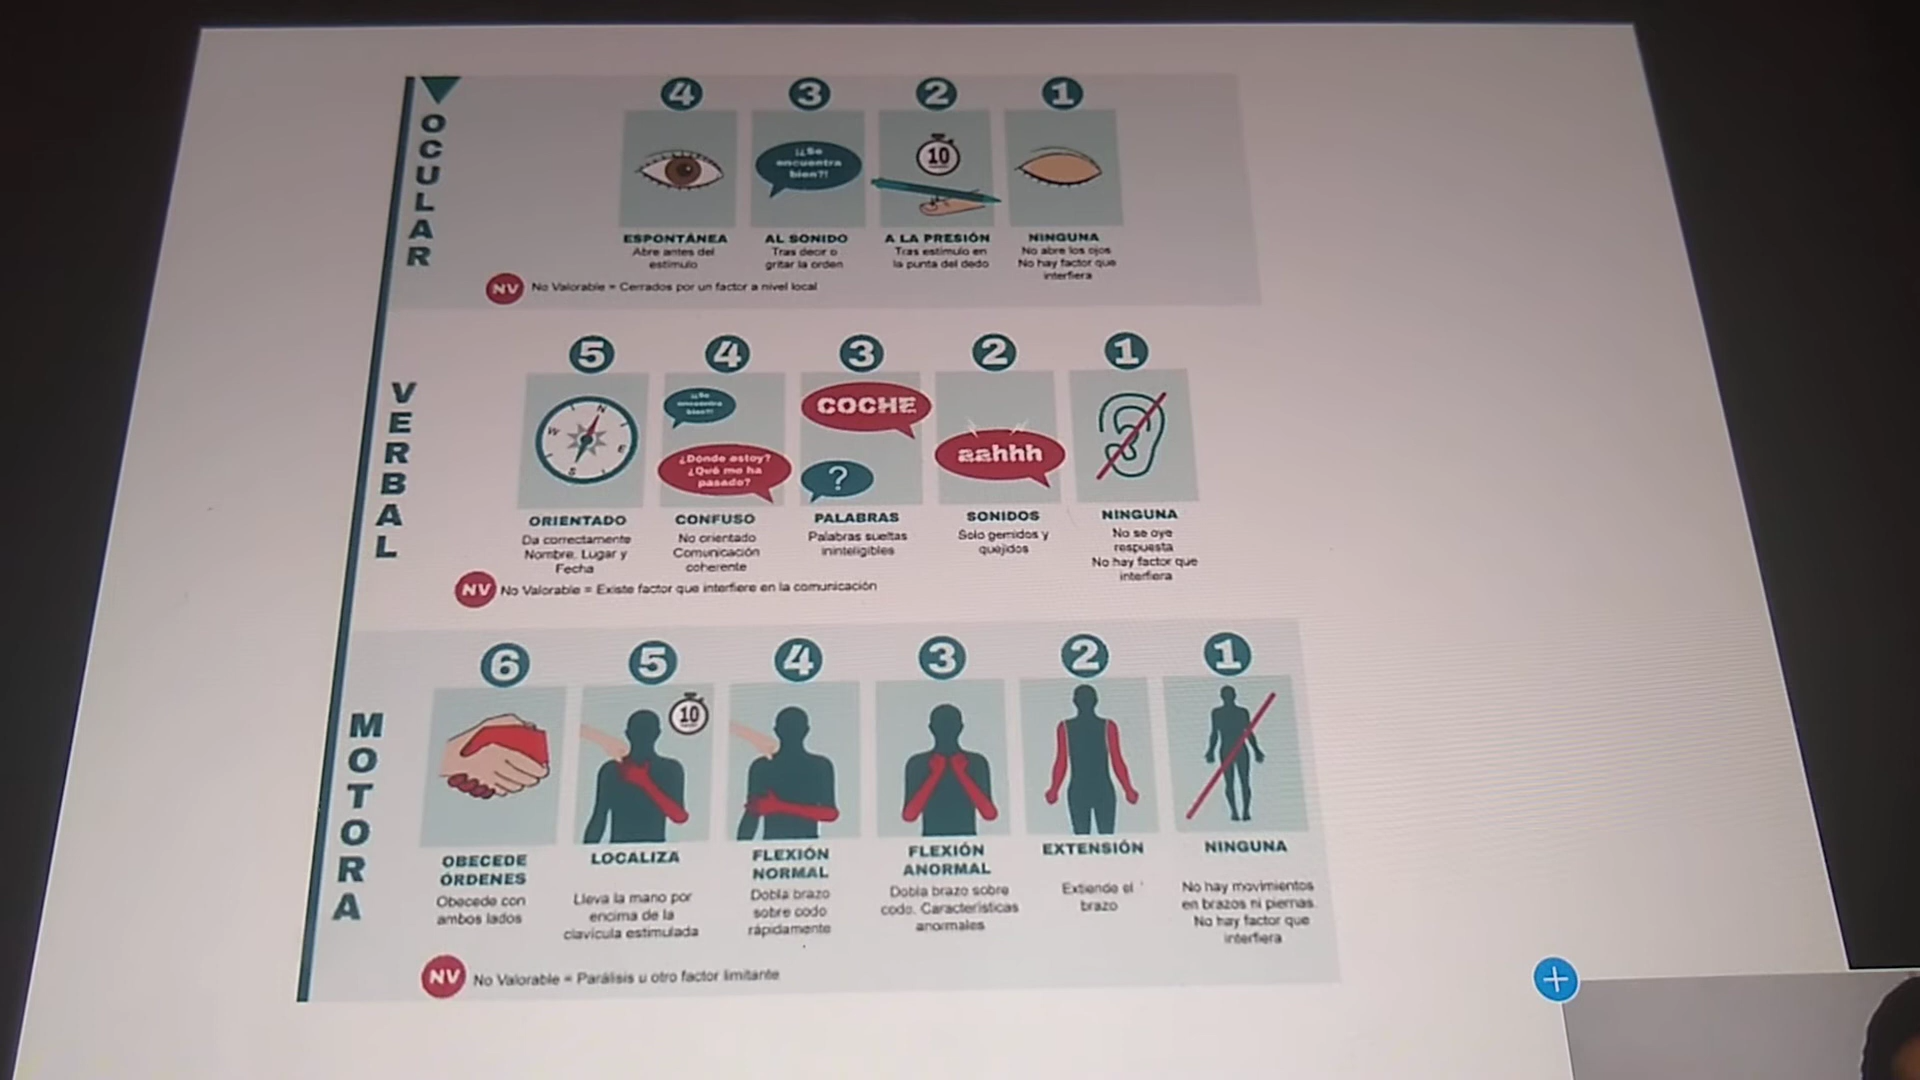 OCULAR
4 3 2 1
¡¿Se
encuentra
bien?!
10
ESPONTÁNEA
Abre antes del
estímulo
AL SONIDO
Tras decir o
gritar la orden
A LA PRESIÓN
Tras estímulo en
la punta del dedo
NINGUNA
No abre los ojos
No hay factor que
interfiera
NV No Valorable = Cerrados por un factor a nivel local
VERBAL
5 4 3 2 1
N
W E
S
¡¿Se
encuentra
bien?!
¿Dónde estoy?
¿Qué me ha
pasado?
COCHE
?
aahhh
ORIENTADO
Da correctamente
Nombre, Lugar y
Fecha
CONFUSO
No orientado
Comunicación
coherente
PALABRAS
Palabras sueltas
ininteligibles
SONIDOS
Solo gemidos y
quejidos
NINGUNA
No se oye
respuesta
No hay factor que
interfiera
NV No Valorable = Existe factor que interfiere en la comunicación
MOTORA
6 5 4 3 2 1
10
OBECEDE
ÓRDENES
Obecede con
ambos lados
LOCALIZA
Lleva la mano por
encima de la
clavícula estimulada
FLEXIÓN
NORMAL
Dobla brazo
sobre codo
rápidamente
FLEXIÓN
ANORMAL
Dobla brazo sobre
codo. Características
anormales
EXTENSIÓN
Extiende el
brazo
NINGUNA
No hay movimientos
en brazos ni piernas.
No hay factor que
interfiera
NV No Valorable = Parálisis u otro factor limitante